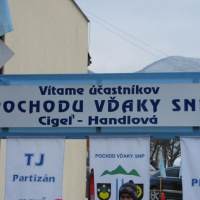 Vítame účastníkov
POCHODU VĎAKY SNP
Cigeľ - Handlová
TJ
Partizán
POCHOD VĎAKY SNP